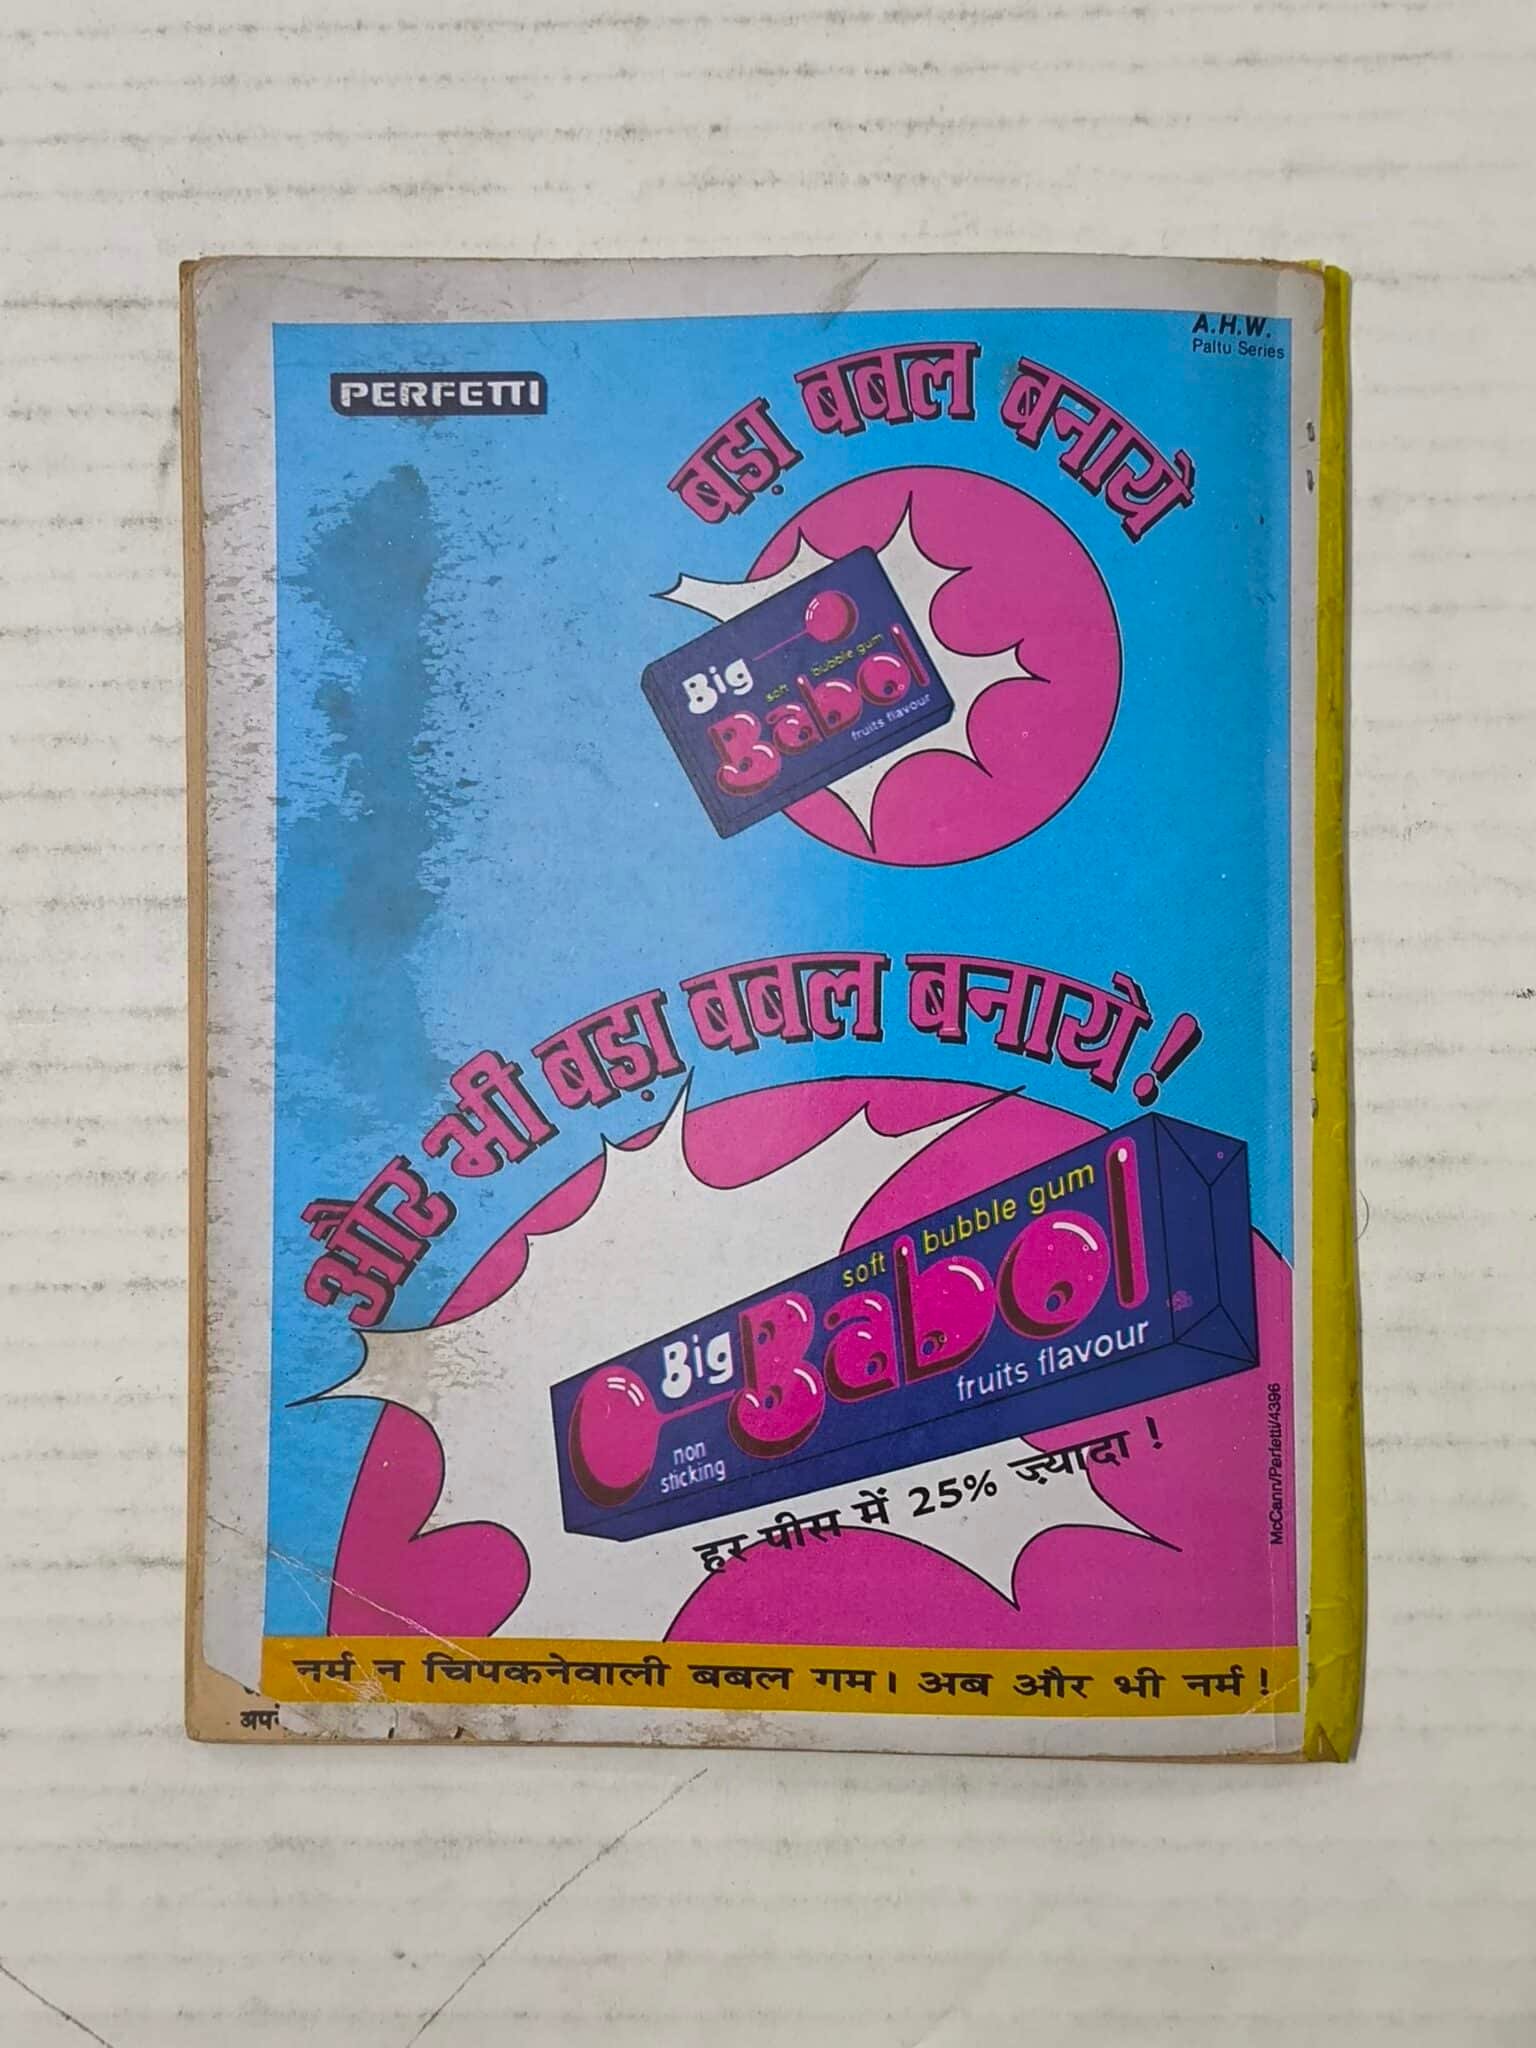 A.H.W.
Paltu Series
PERFETTI
बड़ा बबल बनाये
Big
soft bubble gum
Babol
fruits flavour
और भी बड़ा बबल बनाये!
soft bubble gum
Big Babol
non
sticking
fruits flavour
हर पीस में 25% ज़्यादा !
McCann/Perfetti/4396
नर्म न चिपकनेवाली बबल गम। अब और भी नर्म !